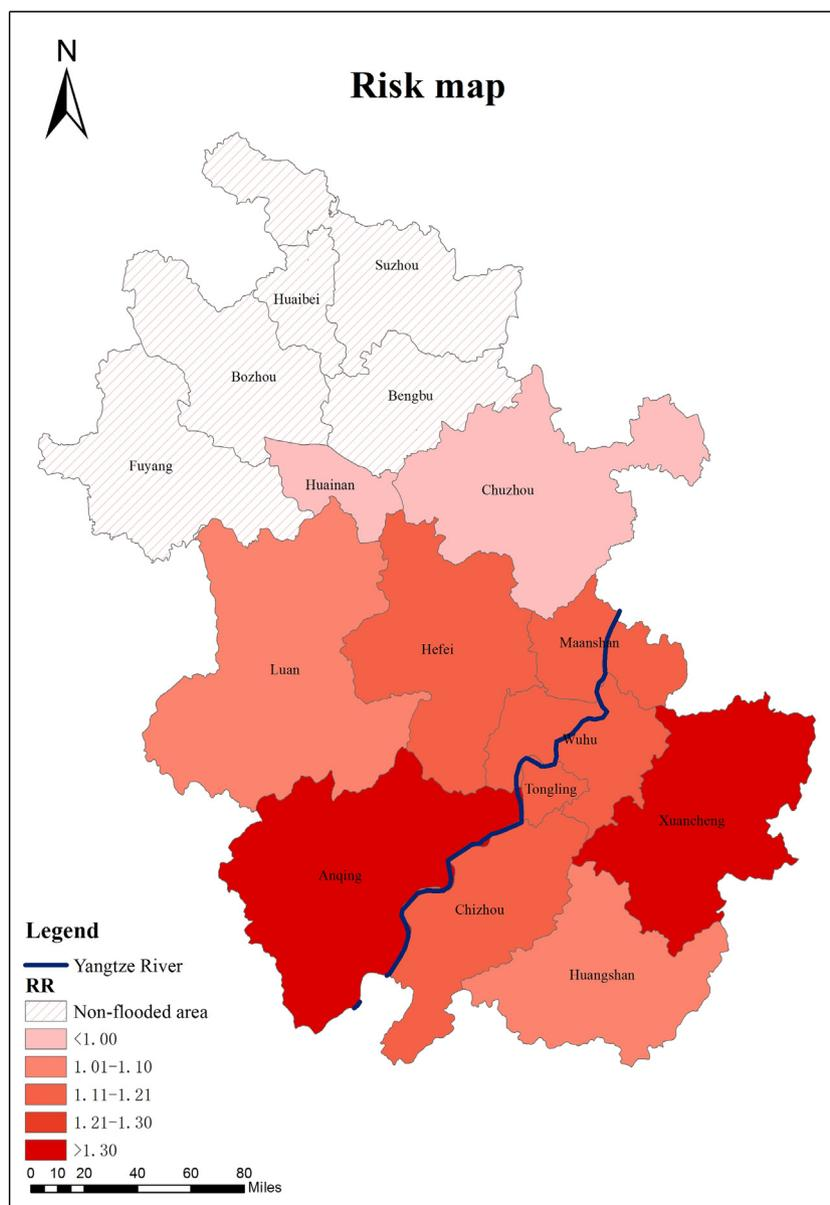 N
Risk map
Suzhou
Huaibei
Bozhou
Bengbu
Fuyang
Huainan
Chuzhou
Maanshan
Hefei
Luan
Wuhu
Tongling
Xuancheng
Anqing
Chizhou
Huangshan
Legend
Yangtze River
RR
Non-flooded area
<1.00
1.01-1.10
1.11-1.21
1.21-1.30
>1.30
0 10 20 40 60 80
Miles